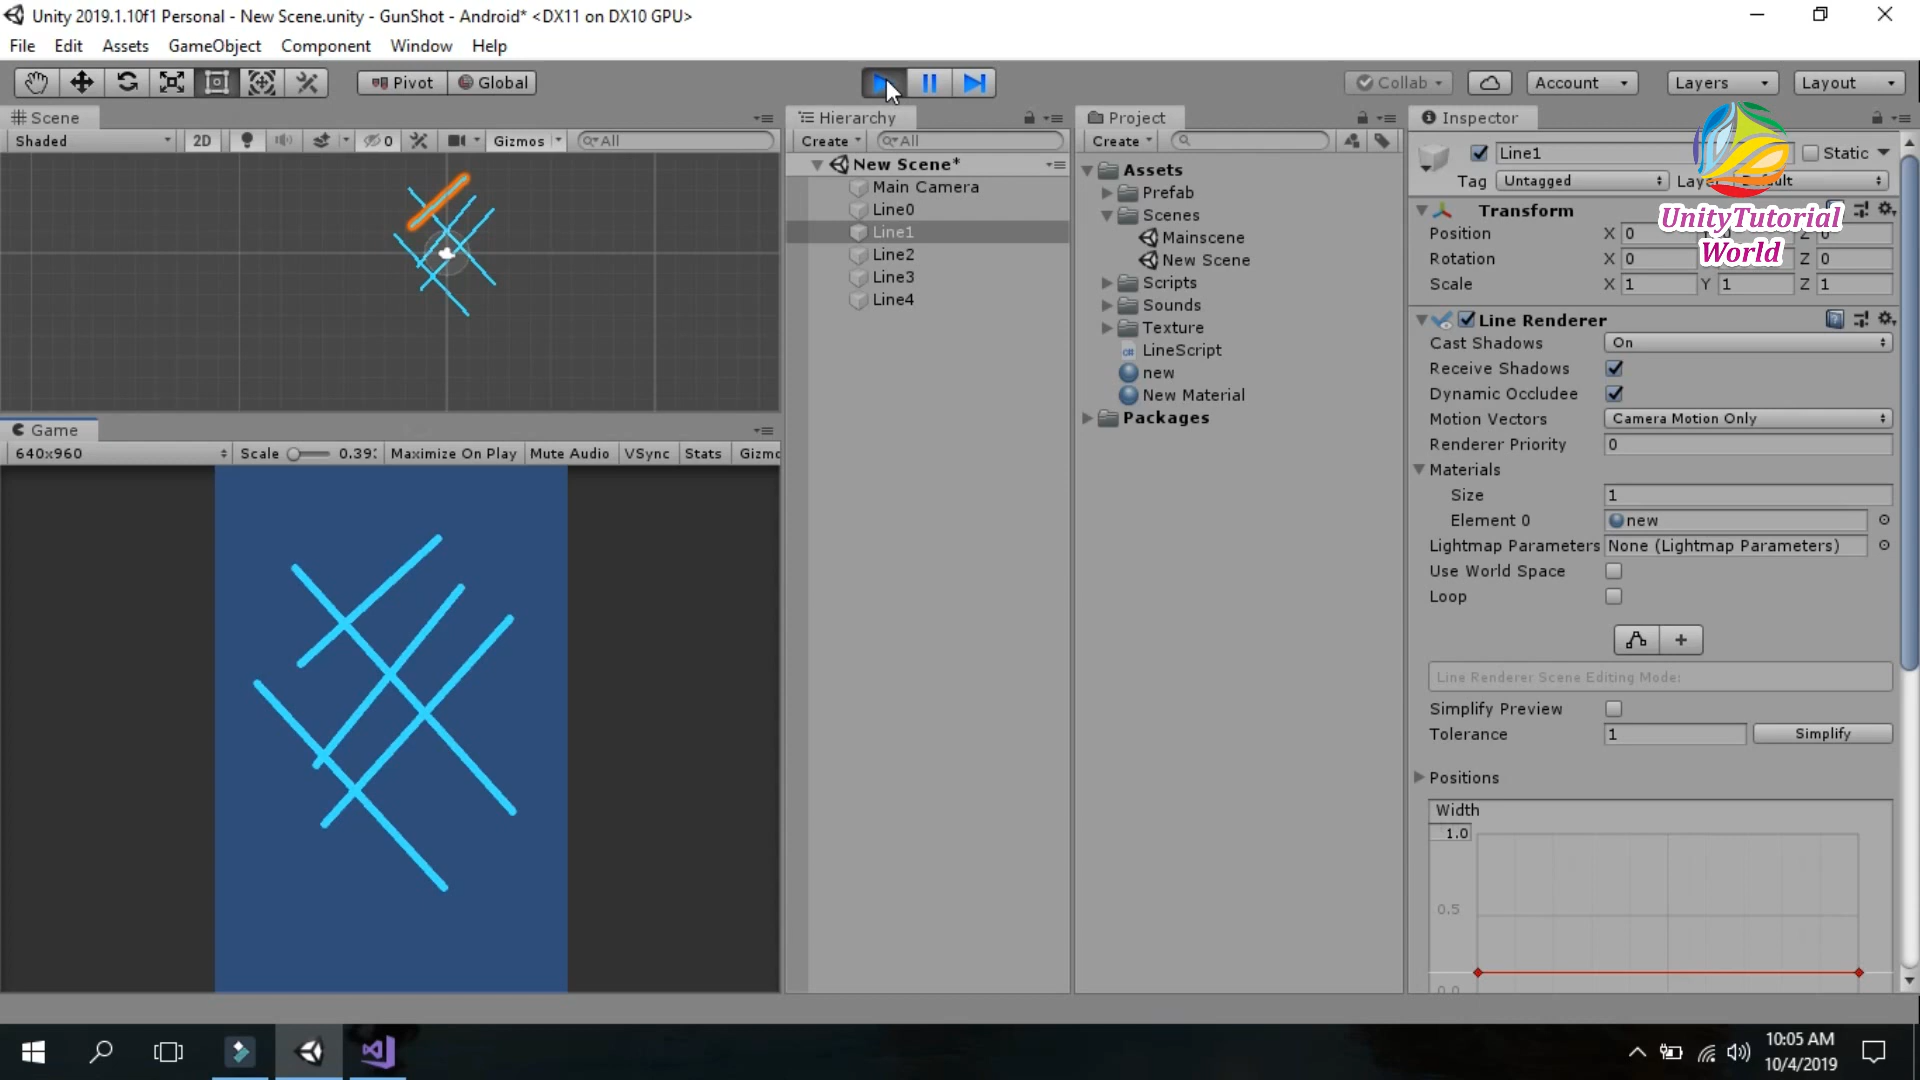 Unity 2019.1.10f1 Personal - New Scene.unity - GunShot - Android* <DX11 on DX10 GPU>
File Edit Assets GameObject Component Window Help
Pivot Global Collab Account Layers Layout
Scene
Shaded 2D 0 Gizmos All
Game
640x960 Scale 0.39 Maximize On Play Mute Audio VSync Stats Gizmo
Hierarchy
Create All
New Scene*
Main Camera
Line0
Line1
Line2
Line3
Line4
Project
Create
Assets
Prefab
Scenes
Mainscene
New Scene
Scripts
Sounds
Texture
LineScript
new
New Material
Packages
Inspector
Line1 Static
Tag Untagged
UnityTutorial
World
Transform
Position X 0
Rotation X 0 Z 0
Scale X 1 Y 1 Z 1
Line Renderer
Cast Shadows On
Receive Shadows
Dynamic Occludee
Motion Vectors Camera Motion Only
Renderer Priority 0
Materials
Size 1
Element 0 new
Lightmap Parameters None (Lightmap Parameters)
Use World Space
Loop
Line Renderer Scene Editing Mode:
Simplify Preview
Tolerance 1 Simplify
Positions
Width
1.0
0.5
0.0
10:05 AM
10/4/2019